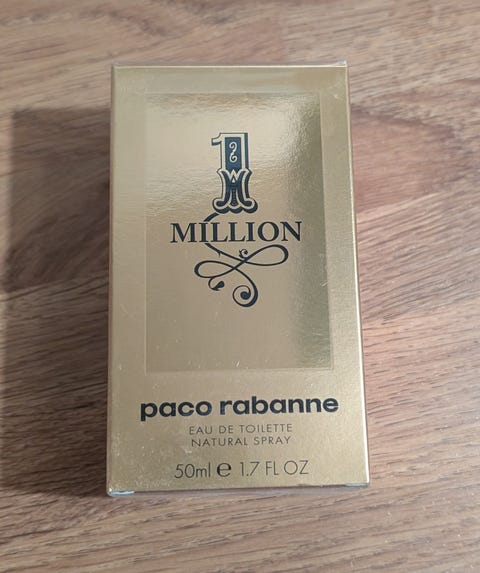 1
MILLION
paco rabanne
EAU DE TOILETTE
NATURAL SPRAY
50ml ℮ 1.7 FL OZ